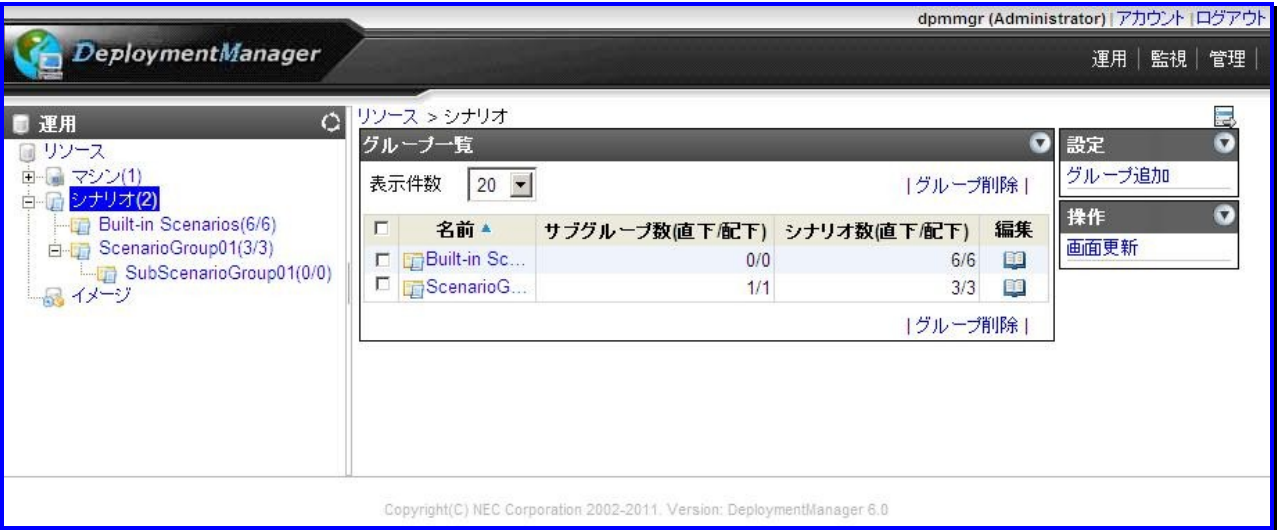 dpmmgr (Administrator) | アカウント | ログアウト
DeploymentManager
運用 | 監視 | 管理 |
運用
リソース
マシン(1)
シナリオ(2)
Built-in Scenarios(6/6)
ScenarioGroup01(3/3)
SubScenarioGroup01(0/0)
イメージ
リソース > シナリオ
グループ一覧
表示件数 20 | グループ削除 |
名前 サブグループ数(直下/配下) シナリオ数(直下/配下) 編集
Built-in Sc... 0/0 6/6
ScenarioG... 1/1 3/3
| グループ削除 |
設定
グループ追加
操作
画面更新
Copyright(C) NEC Corporation 2002-2011. Version: DeploymentManager 6.0